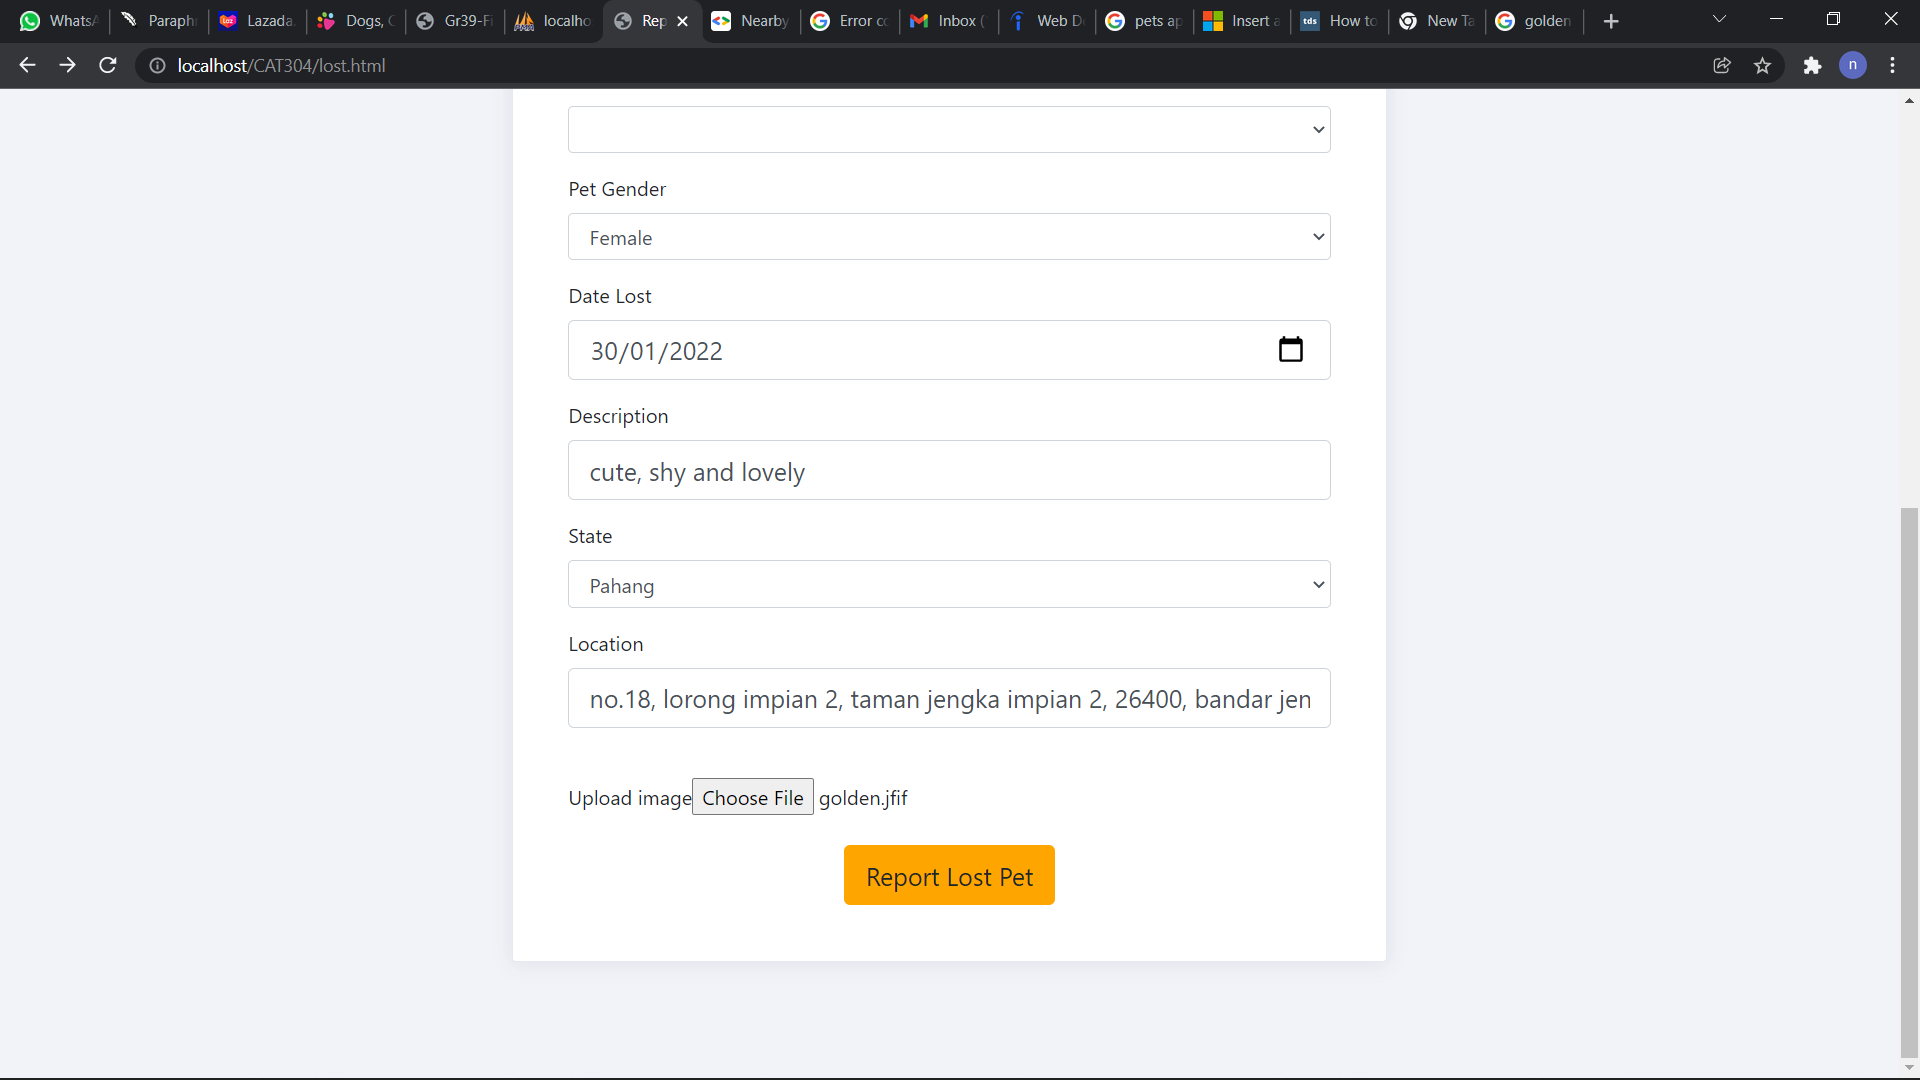 WhatsA Paraph Lazada. Dogs, C Gr39-Fi localho Rep Nearby Error co Inbox ( Web D pets ap Insert a How to New Ta golden
localhost/CAT304/lost.html n
Pet Gender
Female
Date Lost
30/01/2022
Description
cute, shy and lovely
State
Pahang
Location
no.18, lorong impian 2, taman jengka impian 2, 26400, bandar jen
Upload image Choose File golden.jfif
Report Lost Pet